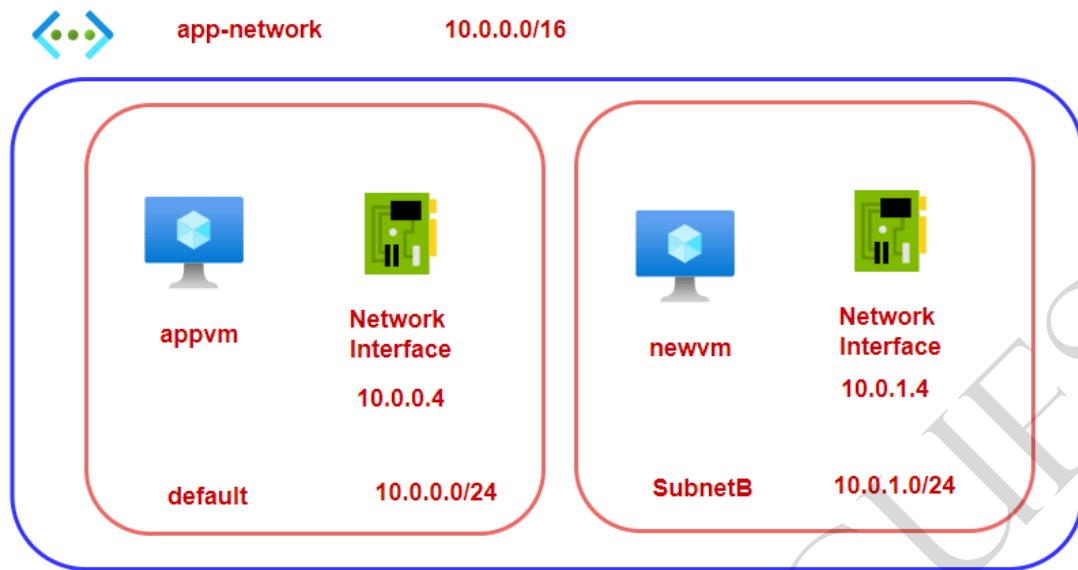 app-network 10.0.0.0/16
appvm
Network
Interface
10.0.0.4
default 10.0.0.0/24
newvm
Network
Interface
10.0.1.4
SubnetB 10.0.1.0/24